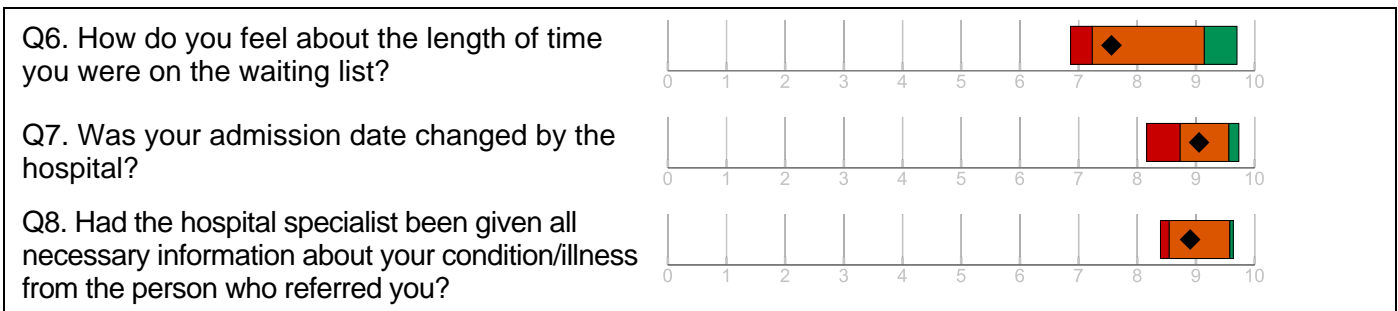 Q6. How do you feel about the length of time
you were on the waiting list?
0 1 2 3 4 5 6 7 8 9 10
Q7. Was your admission date changed by the
hospital?
0 1 2 3 4 5 6 7 8 9 10
Q8. Had the hospital specialist been given all
necessary information about your condition/illness
from the person who referred you?
0 1 2 3 4 5 6 7 8 9 10